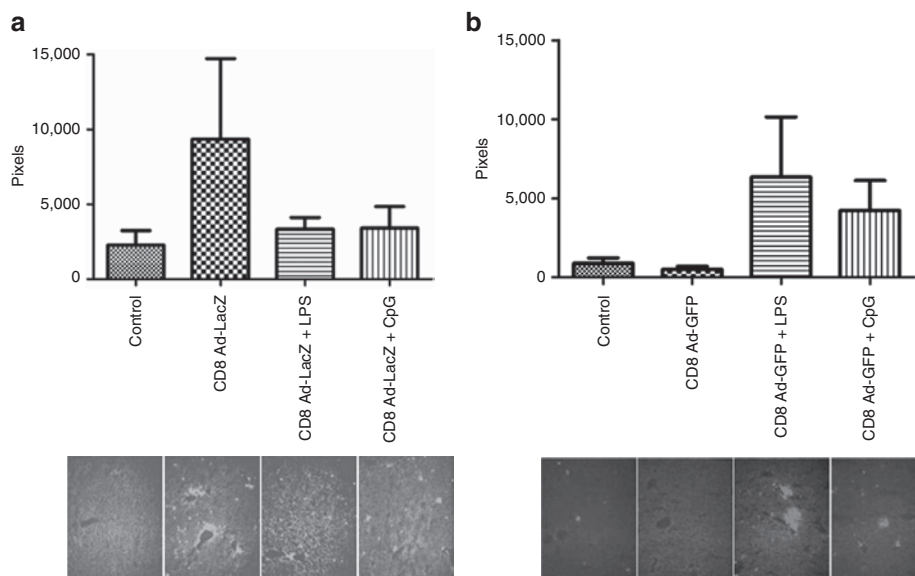 a
15,000
10,000
5,000
0
Pixels
Control
CD8 Ad-LacZ
CD8 Ad-LacZ + LPS
CD8 Ad-LacZ + CpG
b
15,000
10,000
5,000
0
Pixels
Control
CD8 Ad-GFP
CD8 Ad-GFP + LPS
CD8 Ad-GFP + CpG